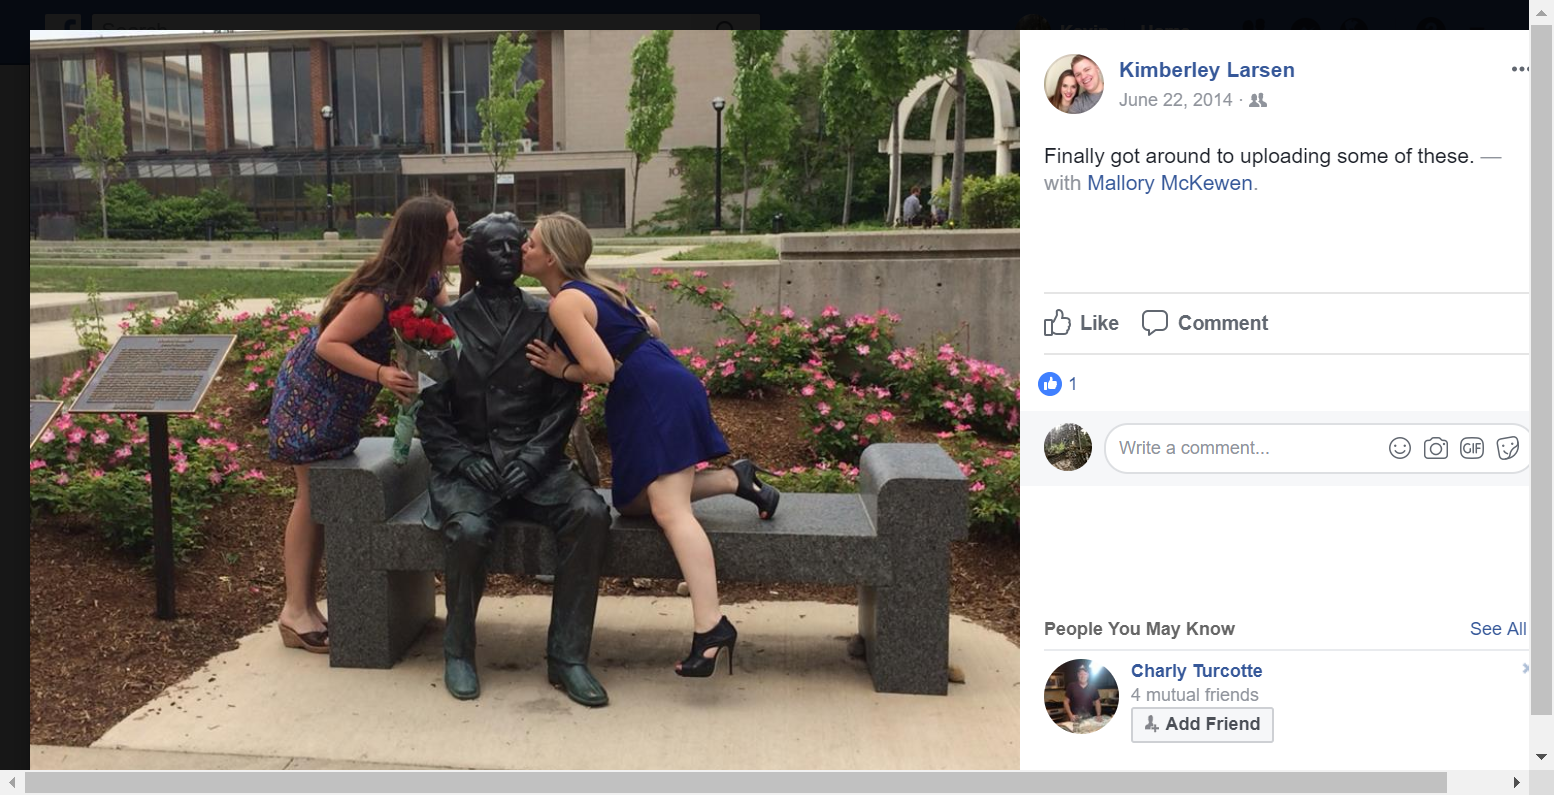 Search
Kimberley Larsen
June 22, 2014 ·
Finally got around to uploading some of these. —
with Mallory McKewen.
Like
Comment
1
Write a comment...
GIF
People You May Know
See All
Charly Turcotte
4 mutual friends
Add Friend